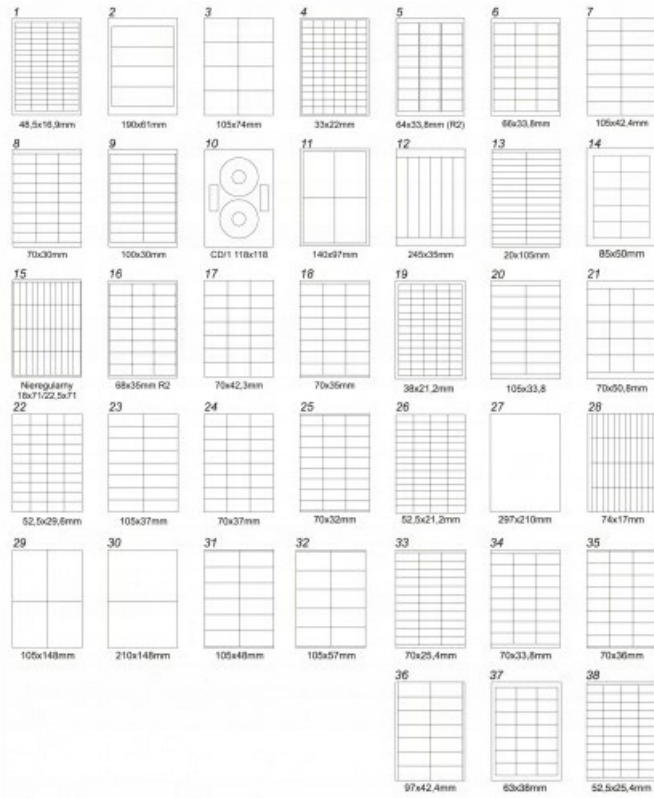 1 2 3 4 5 6 7
48,5x16,9mm 190x61mm 105x74mm 33x22mm 64x33,8mm (R2) 66x33,8mm 105x42,4mm
8 9 10 11 12 13 14
70x30mm 100x30mm CD/1 118x118 140x97mm 245x35mm 20x105mm 85x50mm
15 16 17 18 19 20 21
Nieregularny 68x35mm R2 70x42,3mm 70x35mm 38x21,2mm 105x33,8 70x50,8mm
18x71/22,5x71
22 23 24 25 26 27 28
52,5x29,6mm 105x37mm 70x37mm 70x32mm 52,5x21,2mm 297x210mm 74x17mm
29 30 31 32 33 34 35
105x148mm 210x148mm 105x48mm 105x57mm 70x25,4mm 70x33,8mm 70x36mm
36 37 38
97x42,4mm 63x38mm 52,5x25,4mm